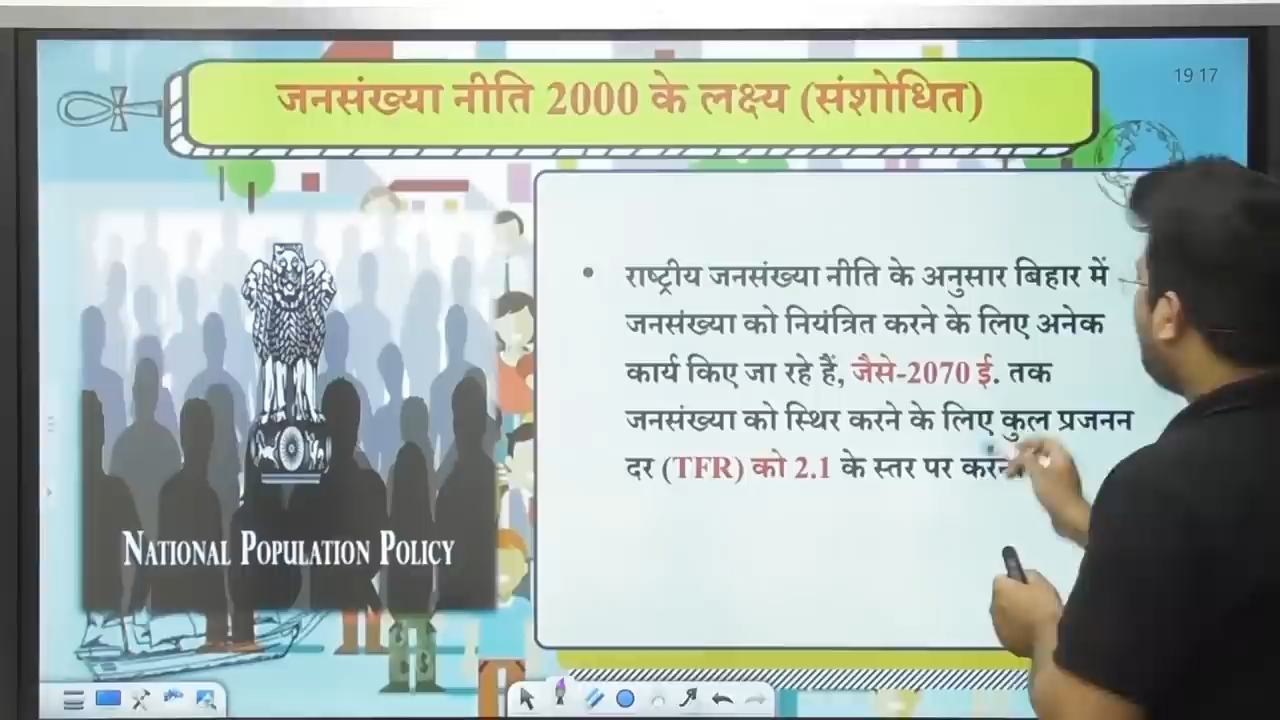 जनसंख्या नीति 2000 के लक्ष्य (संशोधित)
19 17
• राष्ट्रीय जनसंख्या नीति के अनुसार बिहार में
जनसंख्या को नियंत्रित करने के लिए अनेक
कार्य किए जा रहे हैं, जैसे-2070 ई. तक
जनसंख्या को स्थिर करने के लिए कुल प्रजनन
दर (TFR) को 2.1 के स्तर पर
NATIONAL POPULATION POLICY